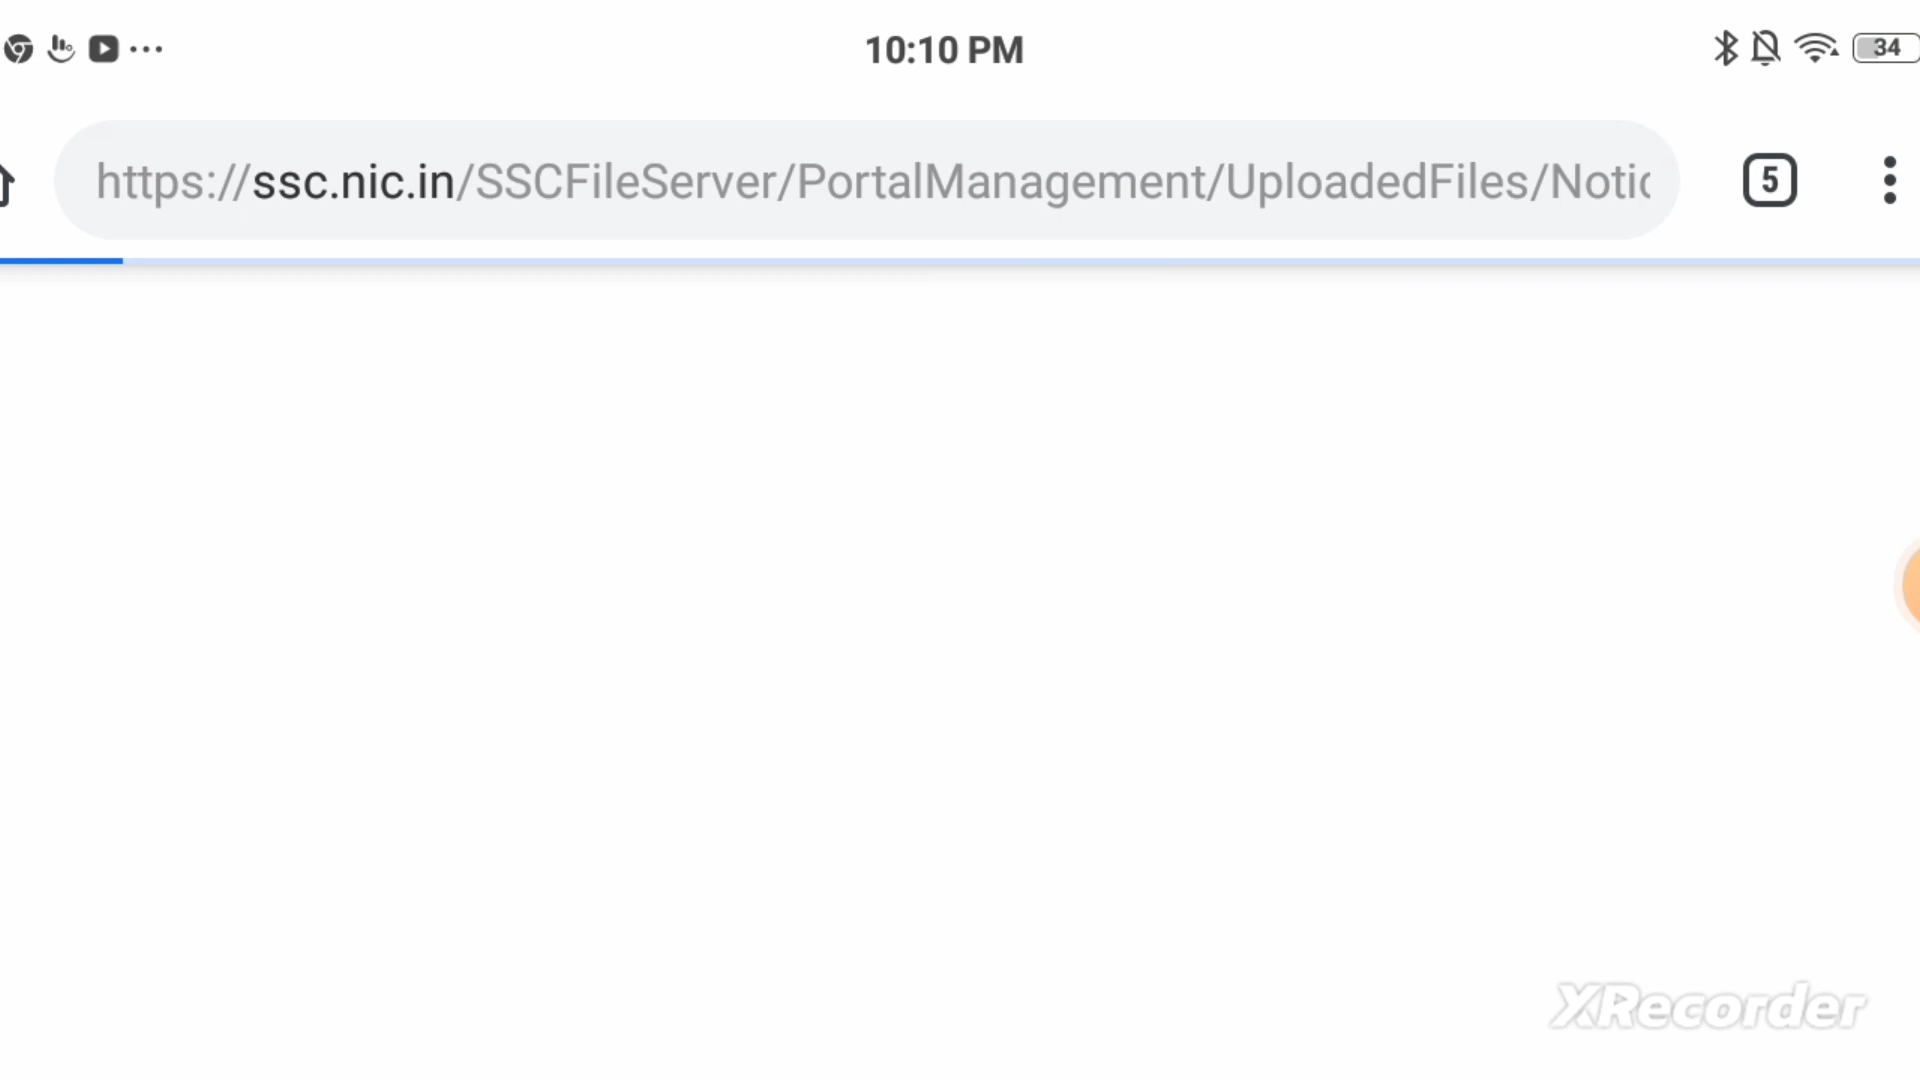 10:10 PM
34
https://ssc.nic.in/SSCFileServer/PortalManagement/UploadedFiles/Notic
5
XRecorder